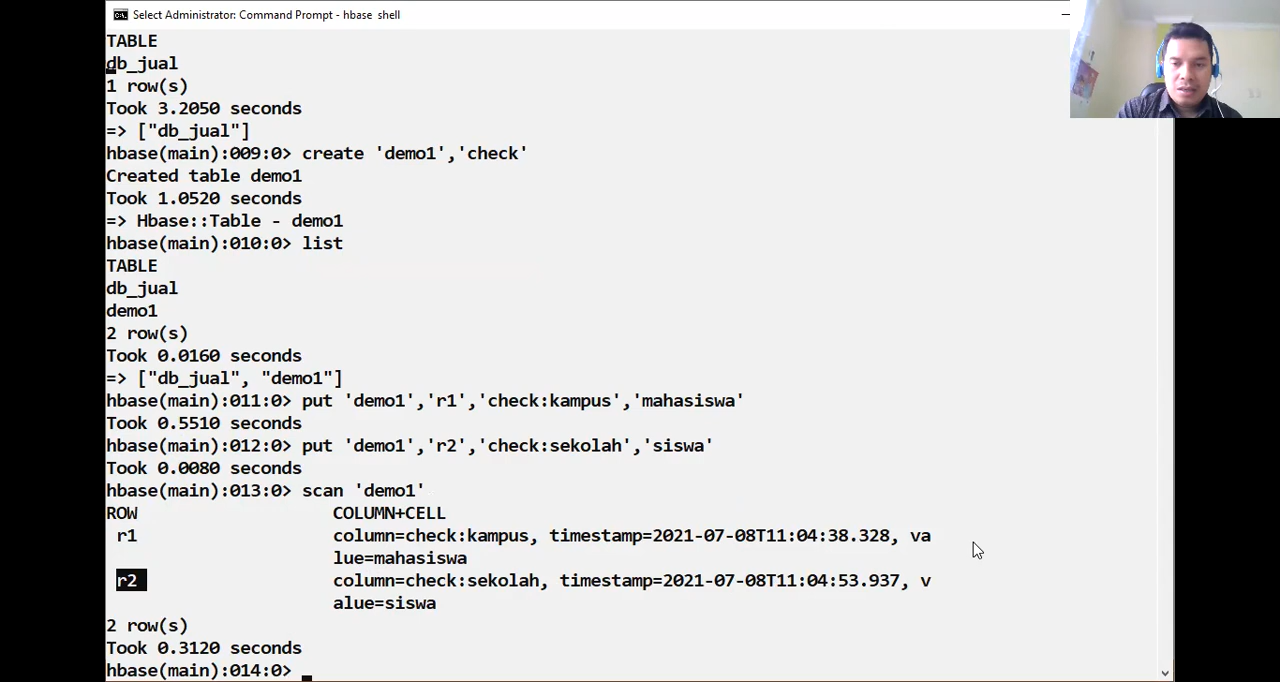 Select Administrator: Command Prompt - hbase  shell
TABLE
db_jual
1 row(s)
Took 3.2050 seconds
=> ["db_jual"]
hbase(main):009:0> create 'demo1','check'
Created table demo1
Took 1.0520 seconds
=> Hbase::Table - demo1
hbase(main):010:0> list
TABLE
db_jual
demo1
2 row(s)
Took 0.0160 seconds
=> ["db_jual", "demo1"]
hbase(main):011:0> put 'demo1','r1','check:kampus','mahasiswa'
Took 0.5510 seconds
hbase(main):012:0> put 'demo1','r2','check:sekolah','siswa'
Took 0.0080 seconds
hbase(main):013:0> scan 'demo1'
ROW                   COLUMN+CELL
 r1                   column=check:kampus, timestamp=2021-07-08T11:04:38.328, va
                      lue=mahasiswa
 r2                   column=check:sekolah, timestamp=2021-07-08T11:04:53.937, v
                      alue=siswa
2 row(s)
Took 0.3120 seconds
hbase(main):014:0>